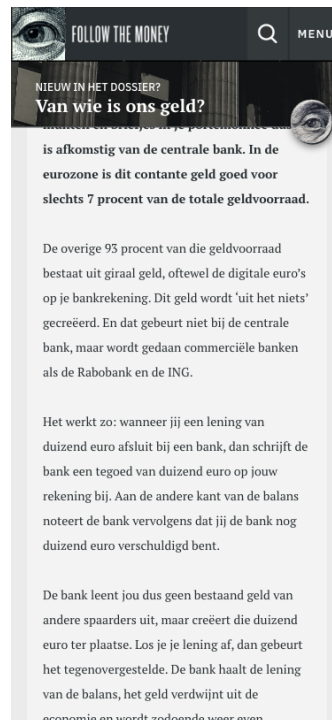 FOLLOW THE MONEY
MENU
NIEUW IN HET DOSSIER?
Van wie is ons geld?
is afkomstig van de centrale bank. In de
eurozone is dit contante geld goed voor
slechts 7 procent van de totale geldvoorraad.
De overige 93 procent van die geldvoorraad
bestaat uit giraal geld, oftewel de digitale euro’s
op je bankrekening. Dit geld wordt ‘uit het niets’
gecreëerd. En dat gebeurt niet bij de centrale
bank, maar wordt gedaan commerciële banken
als de Rabobank en de ING.
Het werkt zo: wanneer jij een lening van
duizend euro afsluit bij een bank, dan schrijft de
bank een tegoed van duizend euro op jouw
rekening bij. Aan de andere kant van de balans
noteert de bank vervolgens dat jij de bank nog
duizend euro verschuldigd bent.
De bank leent jou dus geen bestaand geld van
andere spaarders uit, maar creëert die duizend
euro ter plaatse. Los je je lening af, dan gebeurt
het tegenovergestelde. De bank haalt de lening
van de balans, het geld verdwijnt uit de
economie en wordt zodoende weer even